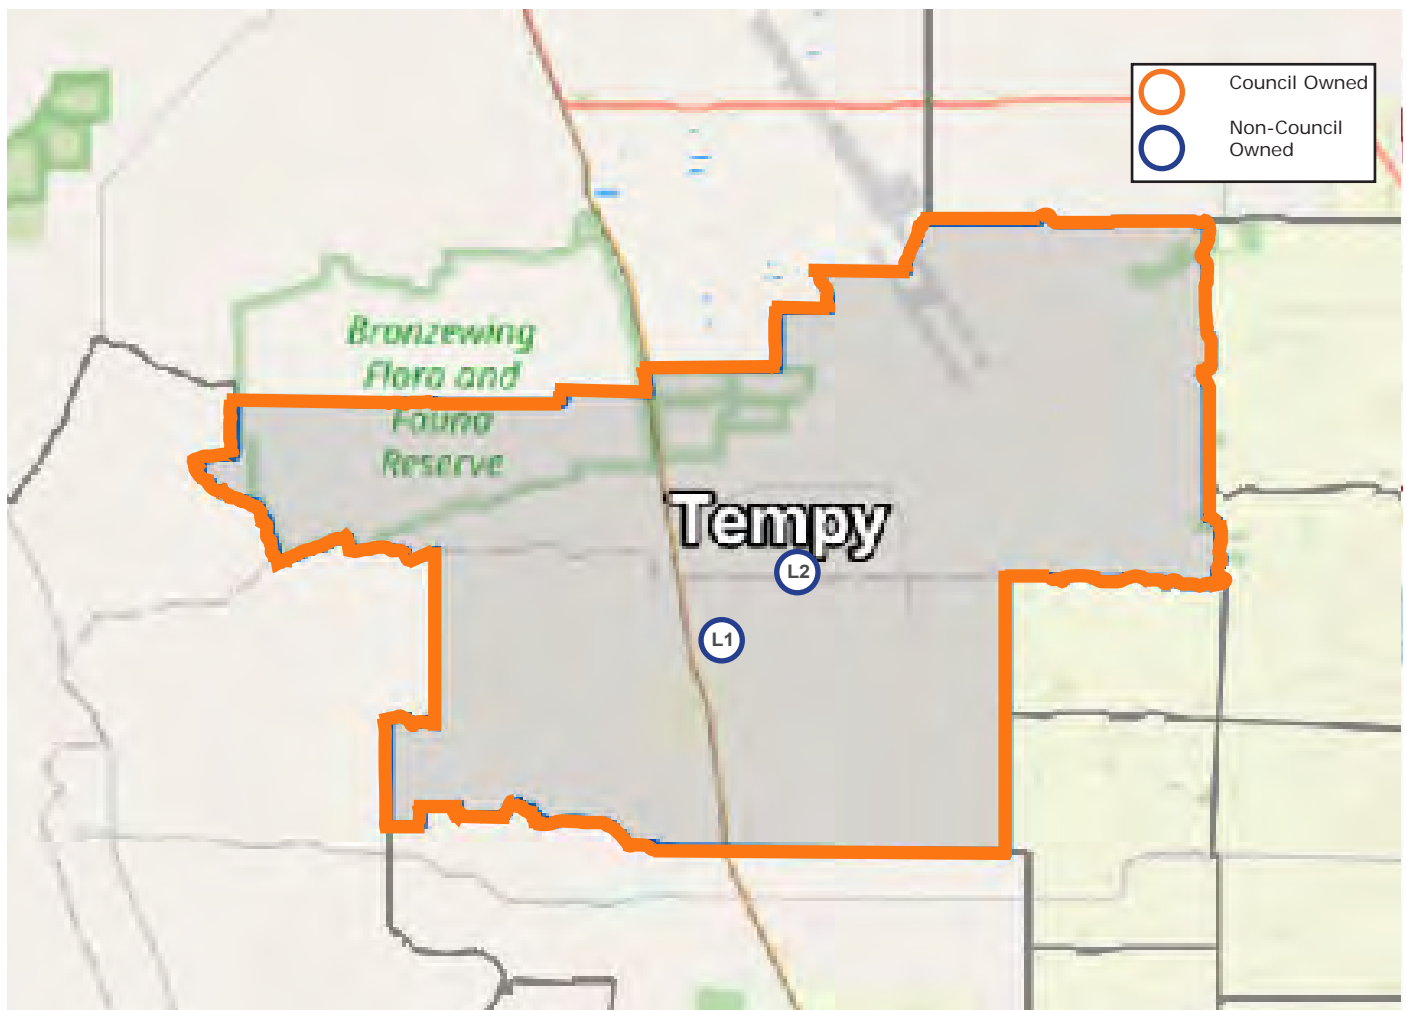 Council Owned
Non-Council
Owned
Bronzewing
Flora and
Fauna
Reserve
Tempy
L2
L1